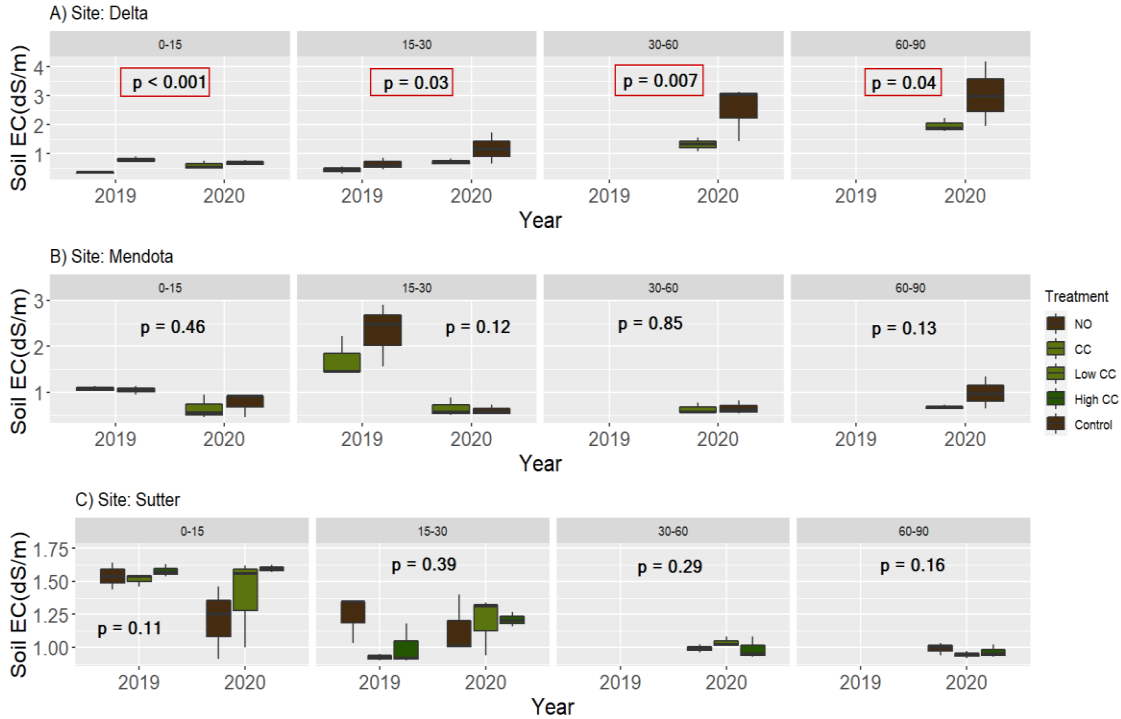 A) Site: Delta
0-15 15-30 30-60 60-90
p < 0.001 p = 0.03 p = 0.007 p = 0.04
Soil EC(dS/m)
4
3
2
1
2019 2020 2019 2020 2019 2020 2019 2020
Year
B) Site: Mendota
0-15 15-30 30-60 60-90
p = 0.46 p = 0.12 p = 0.85 p = 0.13
Soil EC(dS/m)
3
2
1
2019 2020 2019 2020 2019 2020 2019 2020
Year
Treatment
NO
CC
Low CC
High CC
Control
C) Site: Sutter
0-15 15-30 30-60 60-90
p = 0.11 p = 0.39 p = 0.29 p = 0.16
Soil EC(dS/m)
1.75
1.50
1.25
1.00
2019 2020 2019 2020 2019 2020 2019 2020
Year